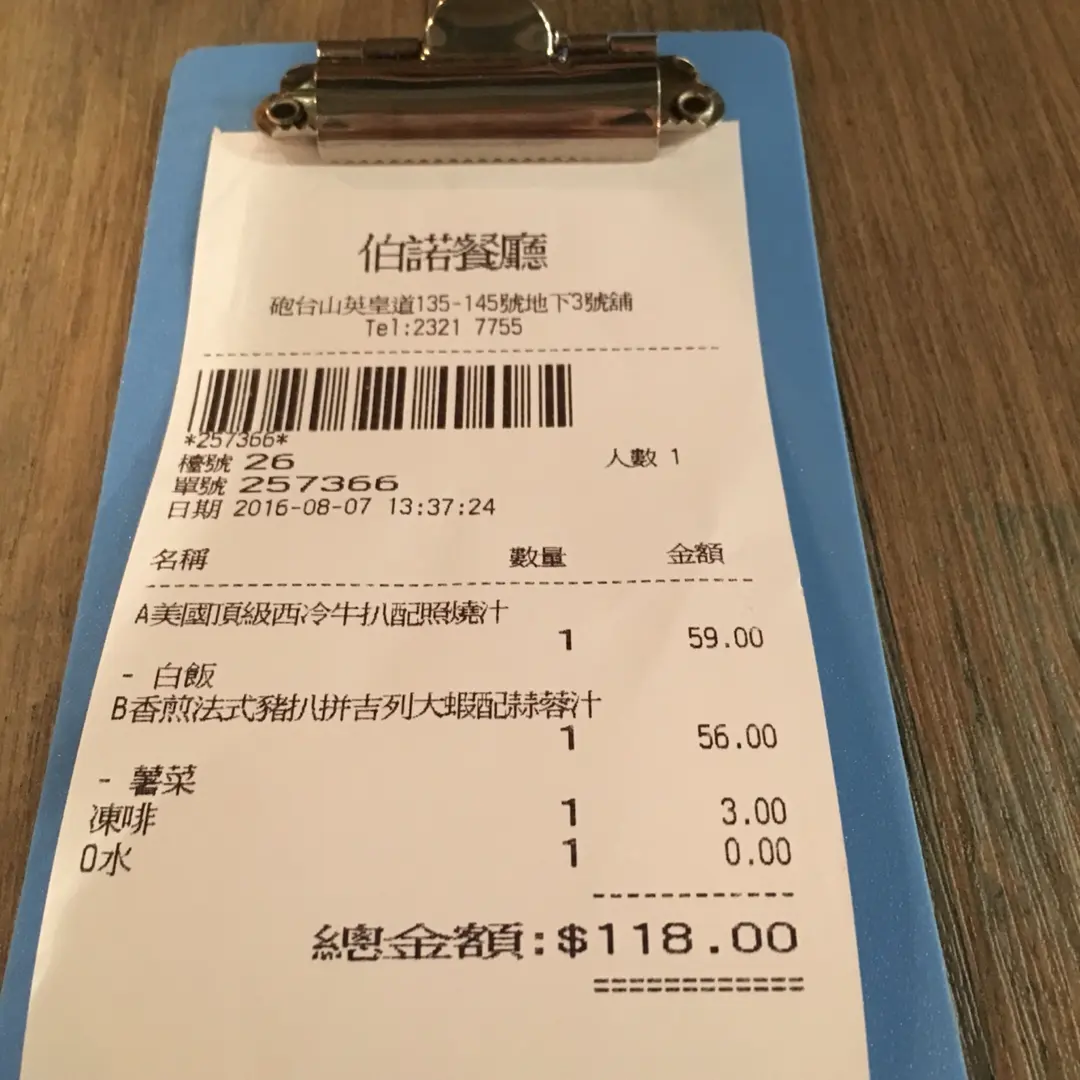 伯諾餐廳
砲台山英皇道135-145號地下3號舖
Tel:2321 7755
*257366*
檯號 26 人數 1
單號 257366
日期 2016-08-07 13:37:24
名稱 數量 金額
A美國頂級西冷牛扒配照燒汁
1 59.00
- 白飯
B香煎法式豬扒拼吉列大蝦配蒜蓉汁
1 56.00
- 薯菜
凍啡 1 3.00
O水 1 0.00
總金額:$118.00